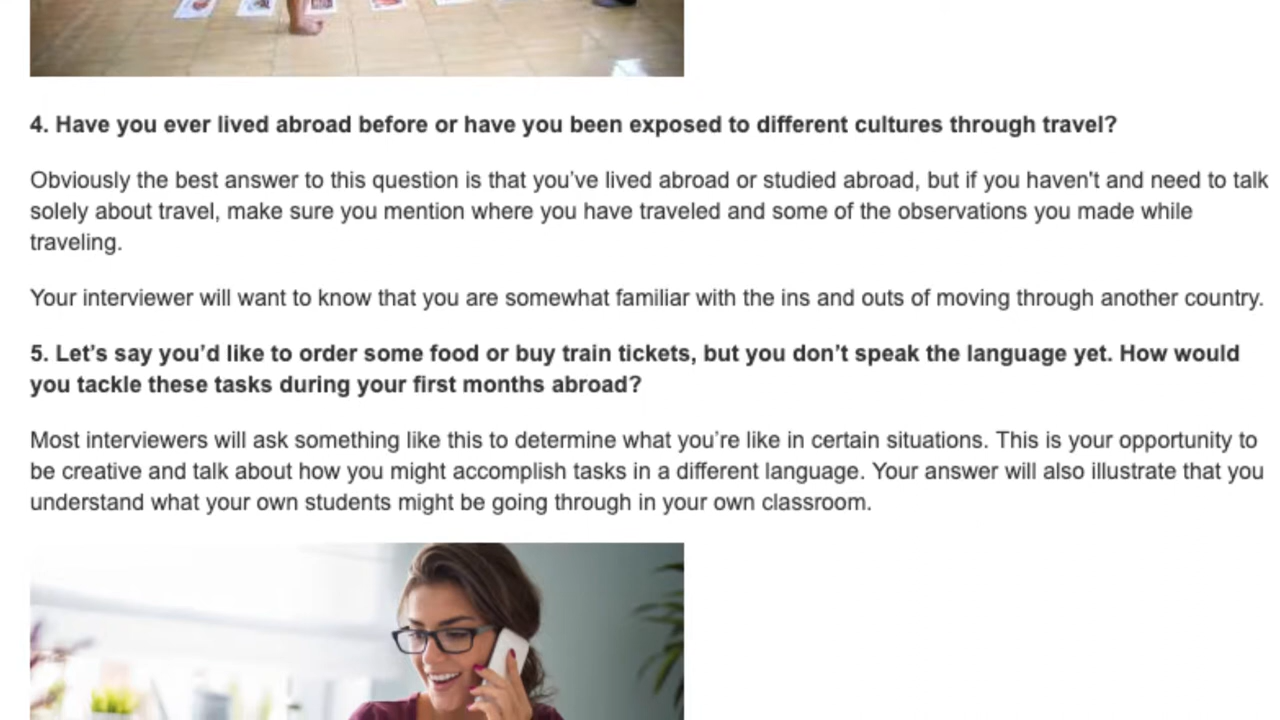 4. Have you ever lived abroad before or have you been exposed to different cultures through travel?
Obviously the best answer to this question is that you’ve lived abroad or studied abroad, but if you haven't and need to talk
solely about travel, make sure you mention where you have traveled and some of the observations you made while
traveling.
Your interviewer will want to know that you are somewhat familiar with the ins and outs of moving through another country.
5. Let’s say you’d like to order some food or buy train tickets, but you don’t speak the language yet. How would
you tackle these tasks during your first months abroad?
Most interviewers will ask something like this to determine what you’re like in certain situations. This is your opportunity to
be creative and talk about how you might accomplish tasks in a different language. Your answer will also illustrate that you
understand what your own students might be going through in your own classroom.